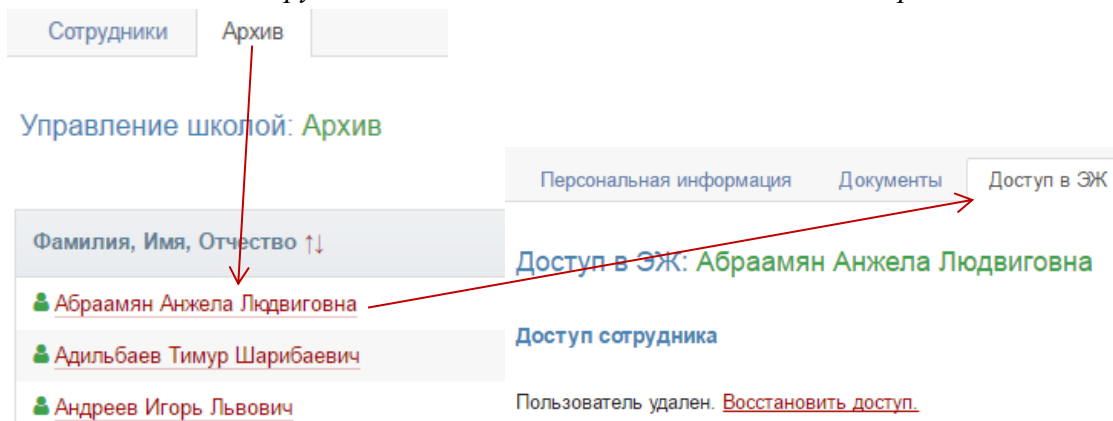 Сотрудники Архив
Управление школой: Архив
Фамилия, Имя, Отчество ↑↓
Абраамян Анжела Людвиговна
Адильбаев Тимур Шарибаевич
Андреев Игорь Львович
Персональная информация Документы Доступ в ЭЖ
Доступ в ЭЖ: Абраамян Анжела Людвиговна
Доступ сотрудника
Пользователь удален. Восстановить доступ.